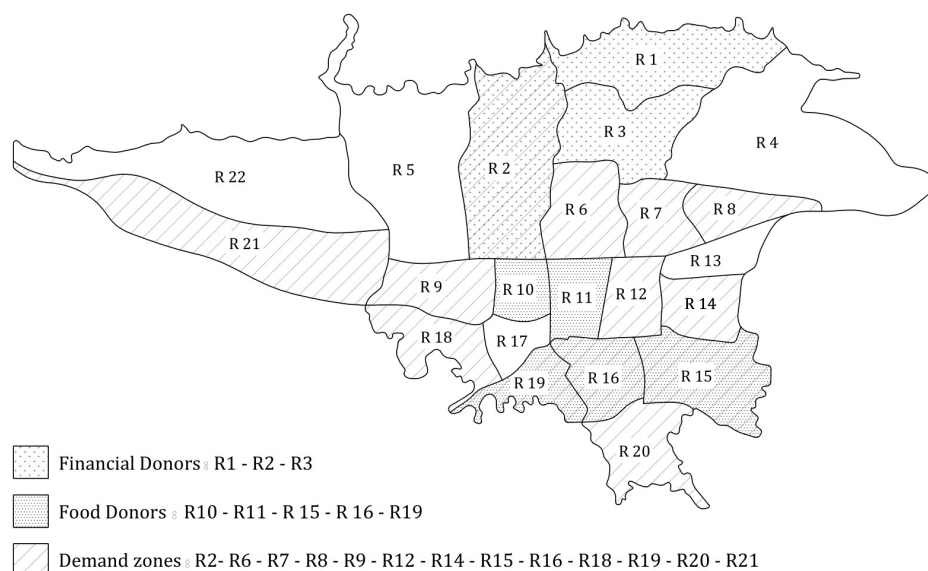 R 1
R 3
R 4
R 5
R 2
R 22
R 6
R 7
R 8
R 21
R 13
R 9
R 10
R 11
R 12
R 14
R 18
R 17
R 19
R 16
R 15
R 20
Financial Donors : R1 - R2 - R3
Food Donors : R10 - R11 - R 15 - R 16 - R19
Demand zones : R2- R6 - R7 - R8 - R9 - R12 - R14 - R15 - R16 - R18 - R19 - R20 - R21